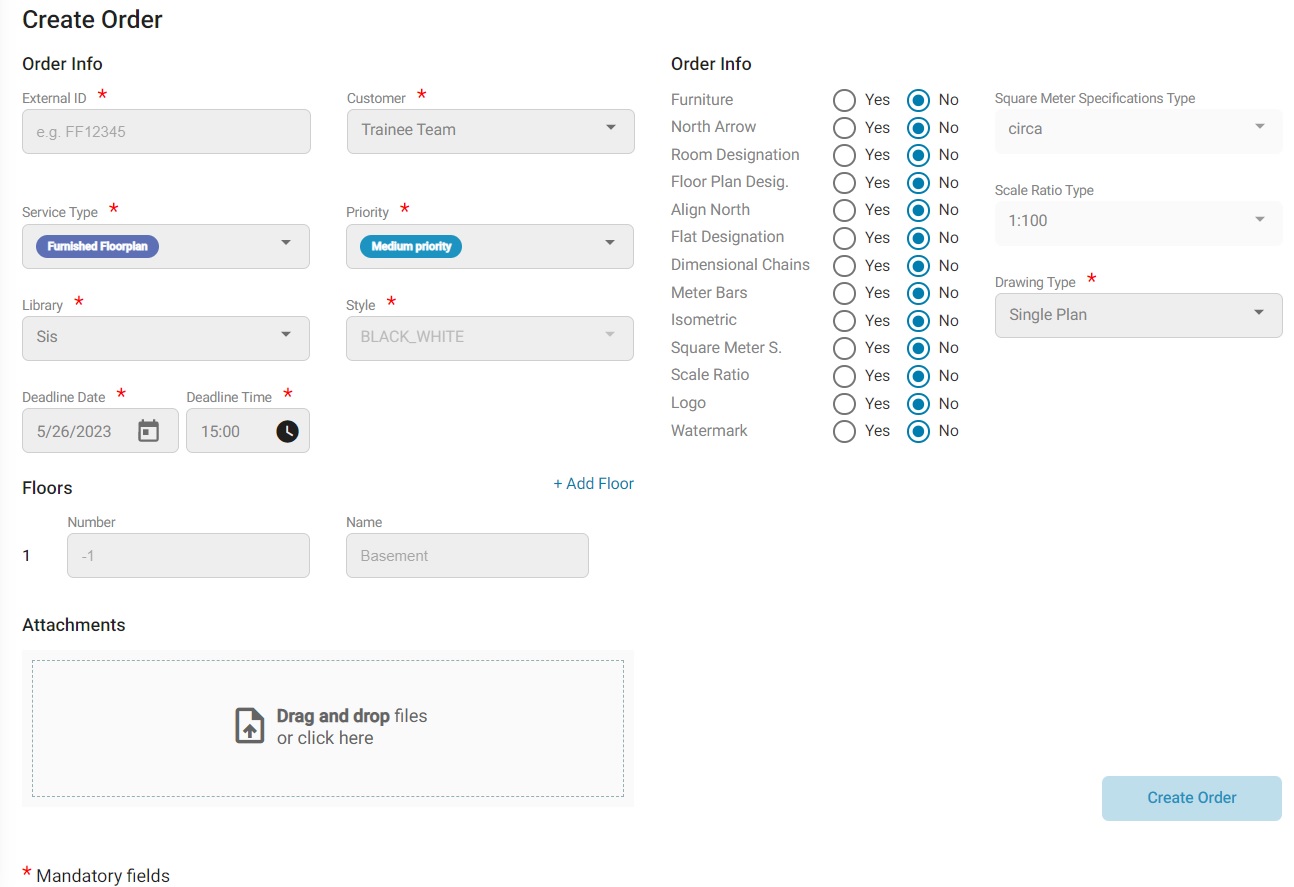 Create Order
Order Info
External ID *
e.g. FF12345
Customer *
Trainee Team
Service Type *
Furnished Floorplan
Priority *
Medium priority
Library *
Sis
Style *
BLACK_WHITE
Deadline Date *
5/26/2023
Deadline Time *
15:00
Floors
+ Add Floor
Number
Name
1
-1
Basement
Attachments
Drag and drop files
or click here
* Mandatory fields
Order Info
Furniture Yes No
North Arrow Yes No
Room Designation Yes No
Floor Plan Desig. Yes No
Align North Yes No
Flat Designation Yes No
Dimensional Chains Yes No
Meter Bars Yes No
Isometric Yes No
Square Meter S. Yes No
Scale Ratio Yes No
Logo Yes No
Watermark Yes No
Square Meter Specifications Type
circa
Scale Ratio Type
1:100
Drawing Type *
Single Plan
Create Order